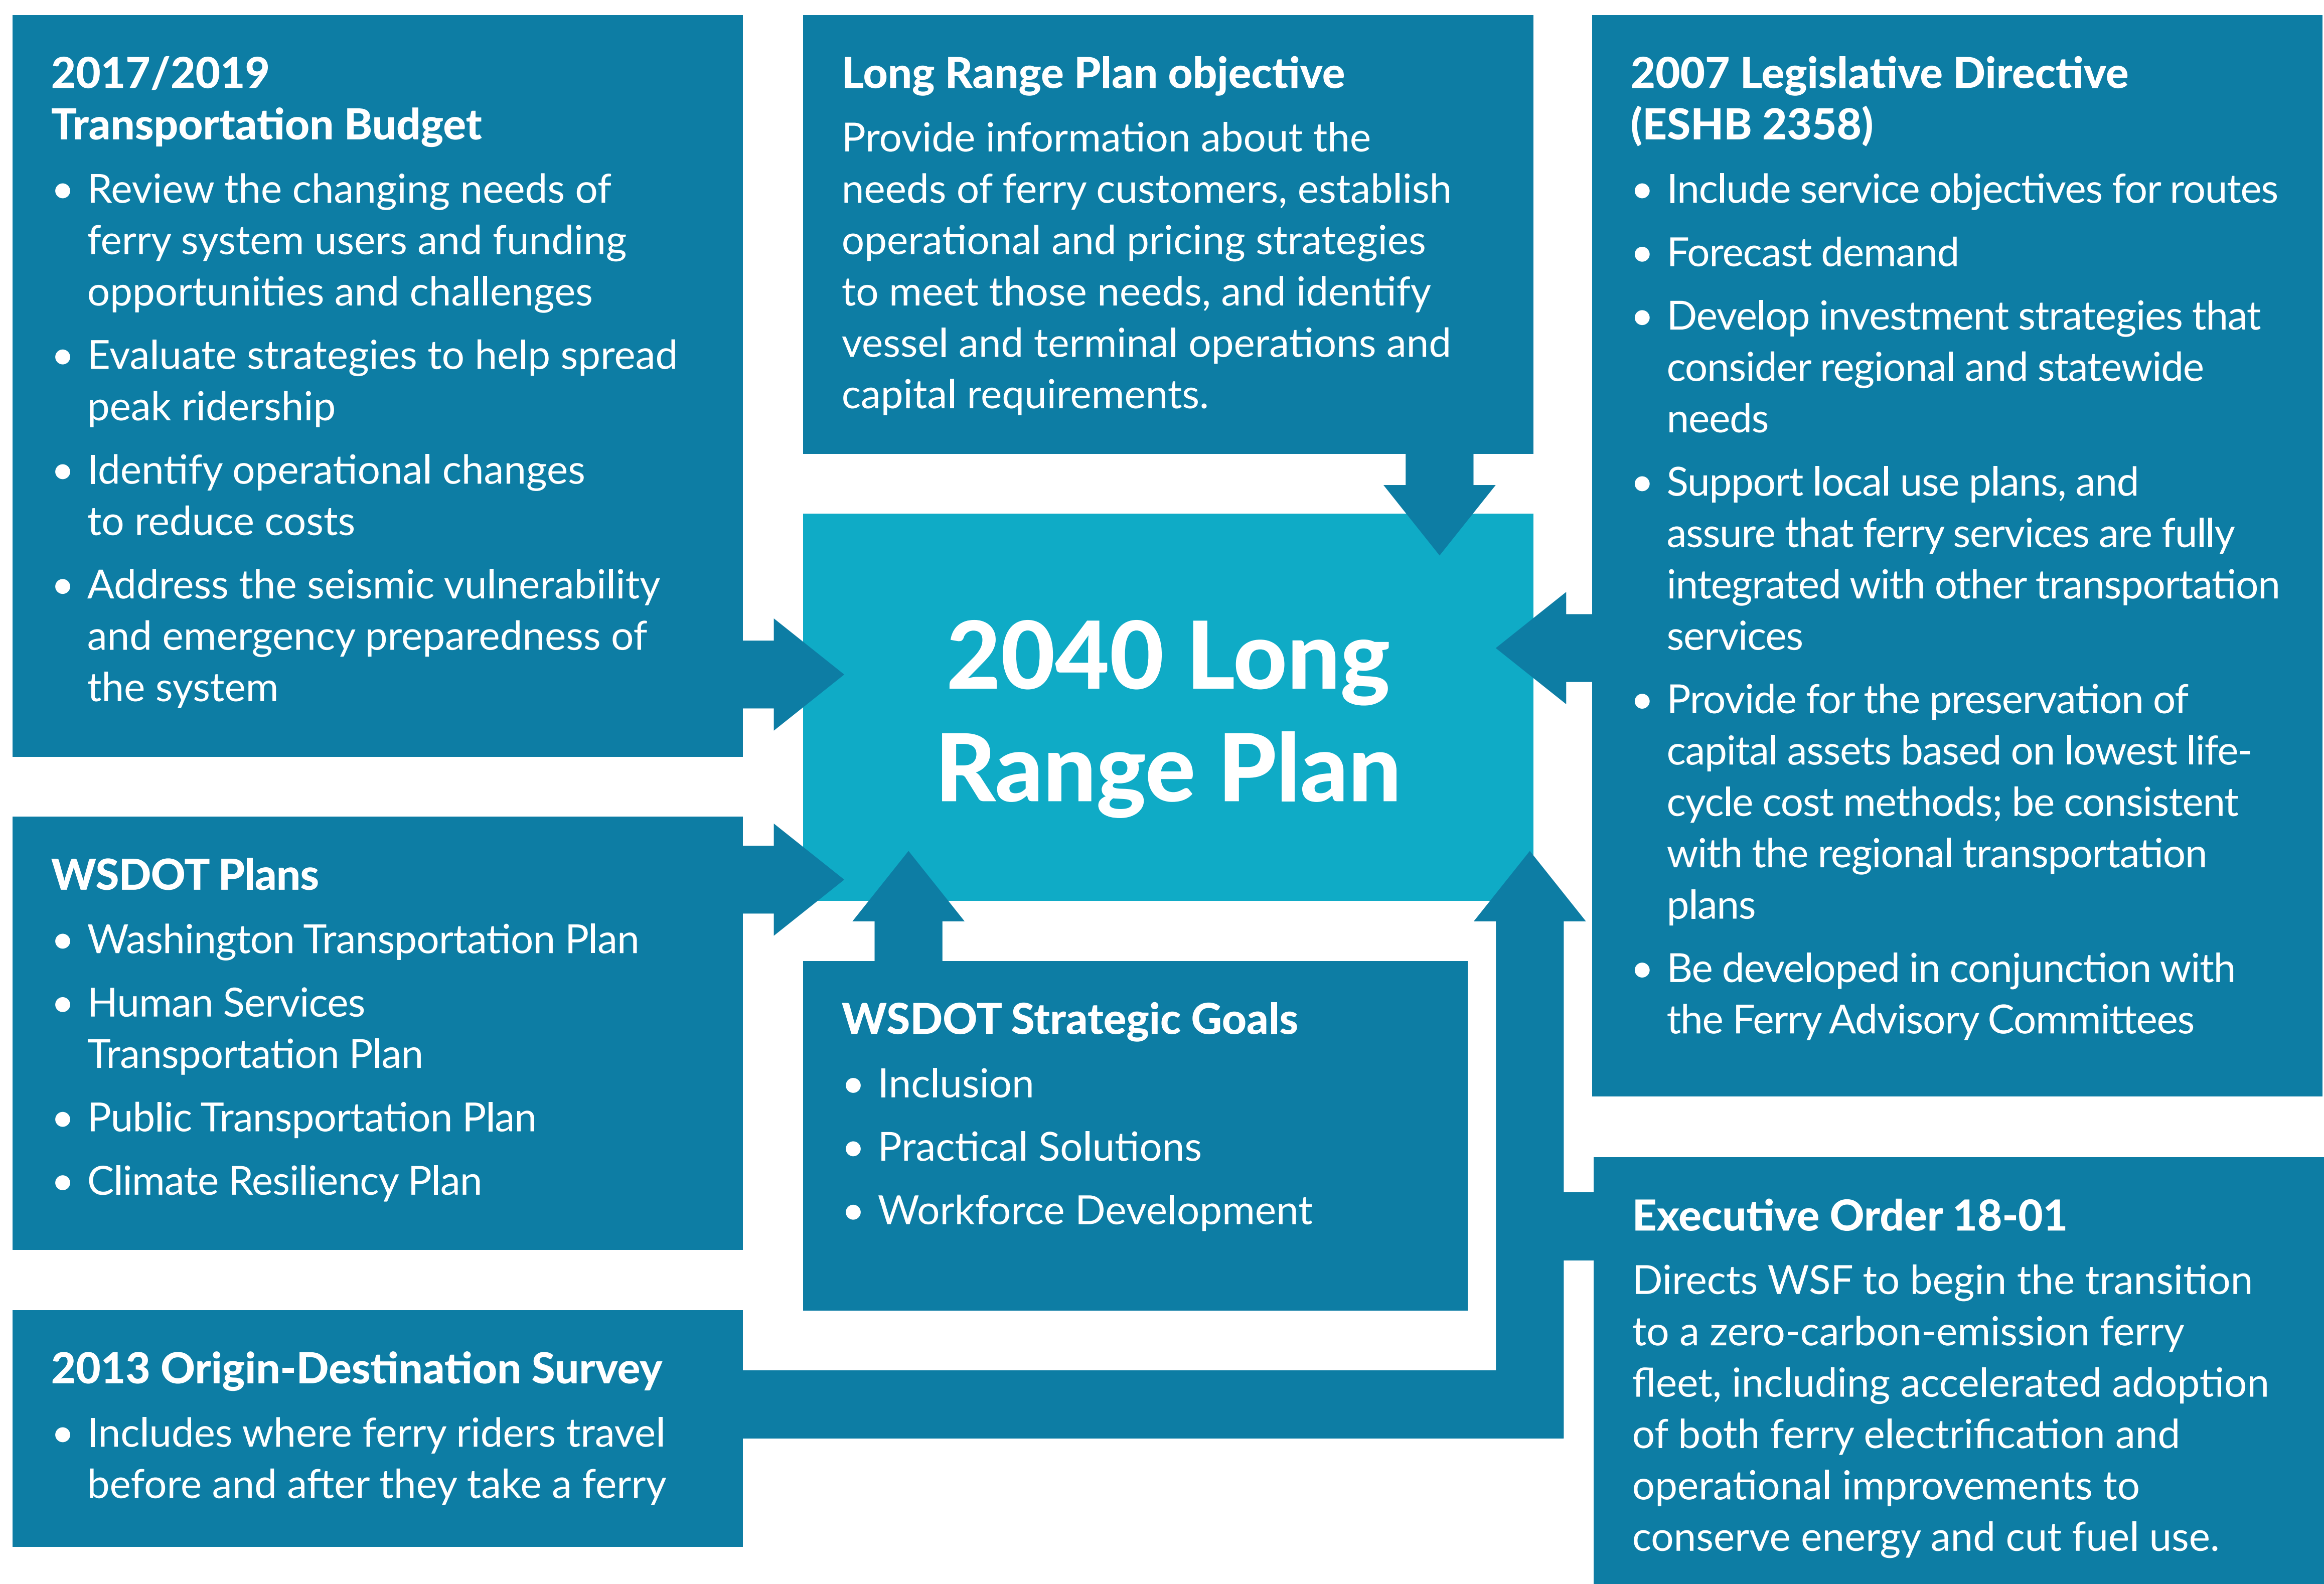 2017/2019
Transportation Budget
• Review the changing needs of
ferry system users and funding
opportunities and challenges
• Evaluate strategies to help spread
peak ridership
• Identify operational changes
to reduce costs
• Address the seismic vulnerability
and emergency preparedness of
the system
WSDOT Plans
• Washington Transportation Plan
• Human Services
Transportation Plan
• Public Transportation Plan
• Climate Resiliency Plan
2013 Origin-Destination Survey
• Includes where ferry riders travel
before and after they take a ferry
Long Range Plan objective
Provide information about the
needs of ferry customers, establish
operational and pricing strategies
to meet those needs, and identify
vessel and terminal operations and
capital requirements.
2040 Long
Range Plan
WSDOT Strategic Goals
• Inclusion
• Practical Solutions
• Workforce Development
2007 Legislative Directive
(ESHB 2358)
• Include service objectives for routes
• Forecast demand
• Develop investment strategies that
consider regional and statewide
needs
• Support local use plans, and
assure that ferry services are fully
integrated with other transportation
services
• Provide for the preservation of
capital assets based on lowest life-
cycle cost methods; be consistent
with the regional transportation
plans
• Be developed in conjunction with
the Ferry Advisory Committees
Executive Order 18-01
Directs WSF to begin the transition
to a zero-carbon-emission ferry
fleet, including accelerated adoption
of both ferry electrification and
operational improvements to
conserve energy and cut fuel use.